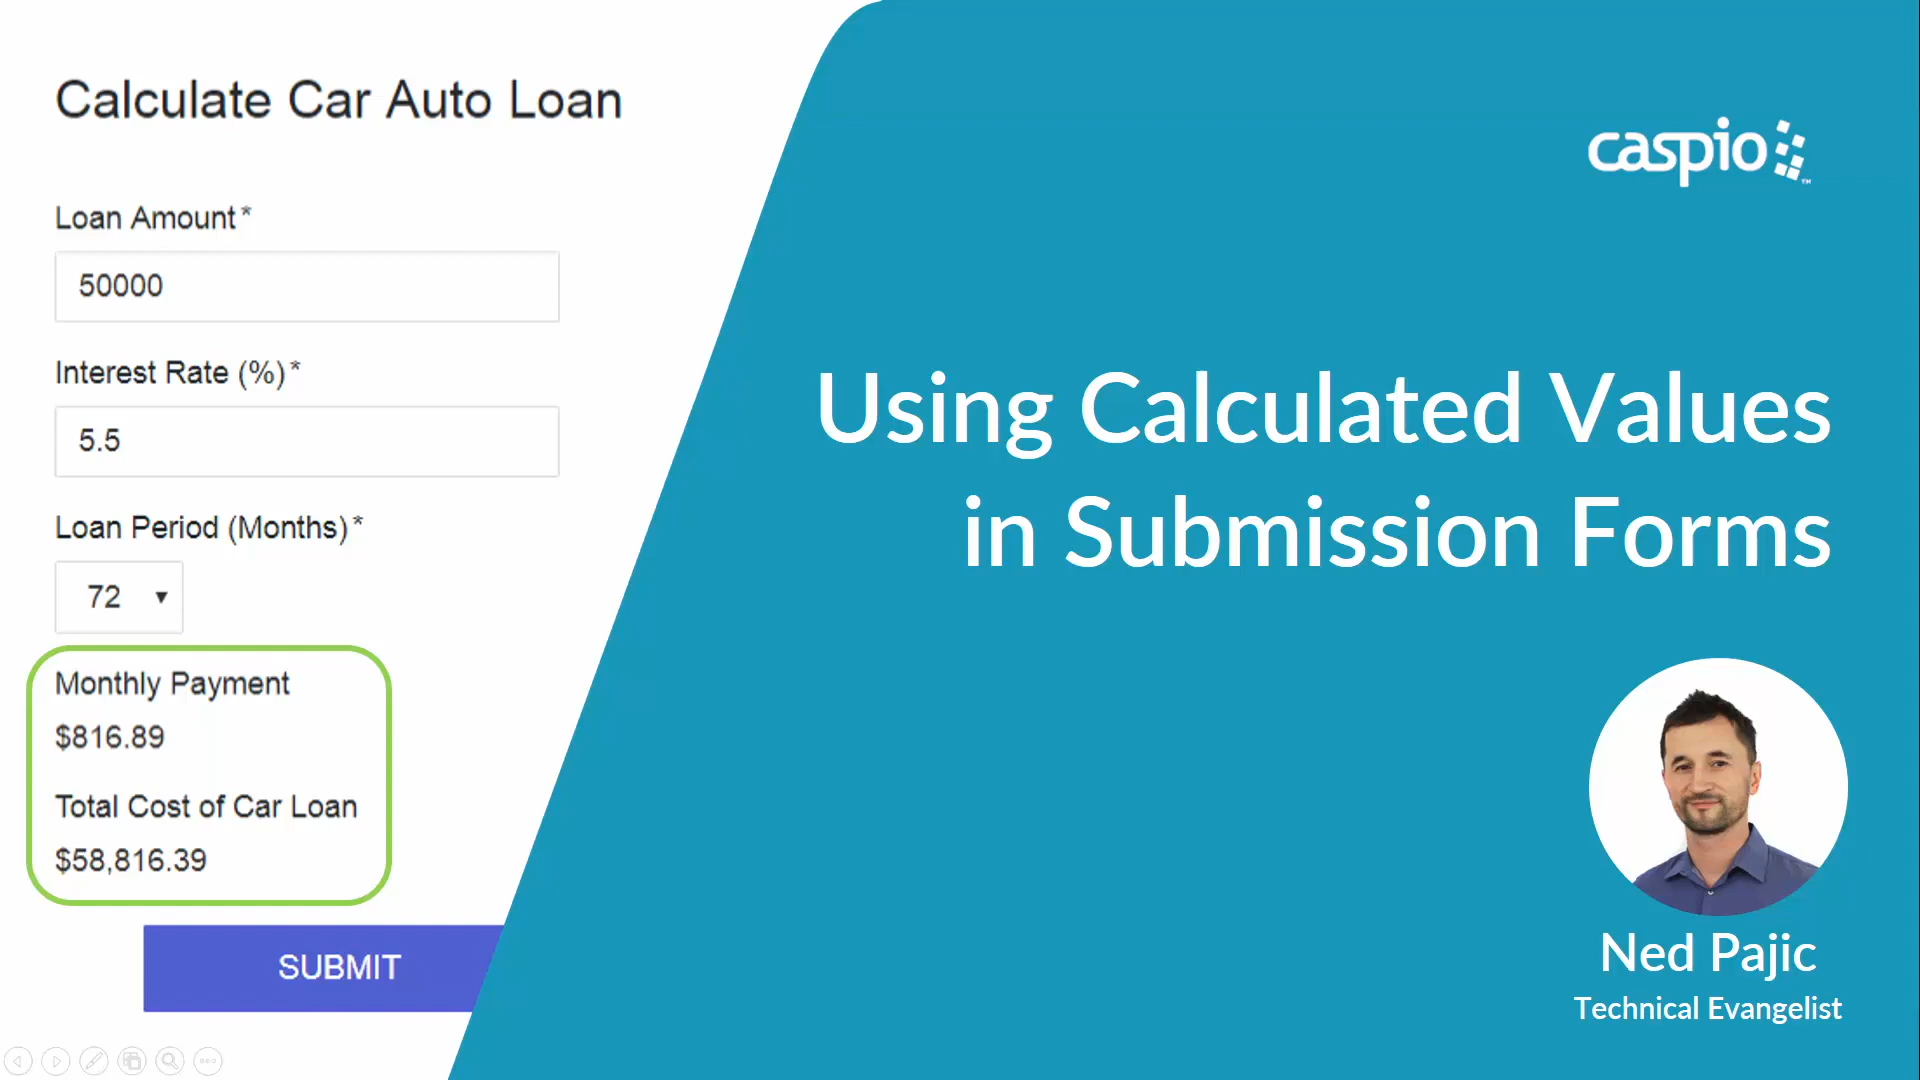 Calculate Car Auto Loan
Loan Amount*
50000
Interest Rate (%)*
5.5
Loan Period (Months)*
72
Monthly Payment
$816.89
Total Cost of Car Loan
$58,816.39
SUBMIT
caspio™
Using Calculated Values
in Submission Forms
Ned Pajic
Technical Evangelist